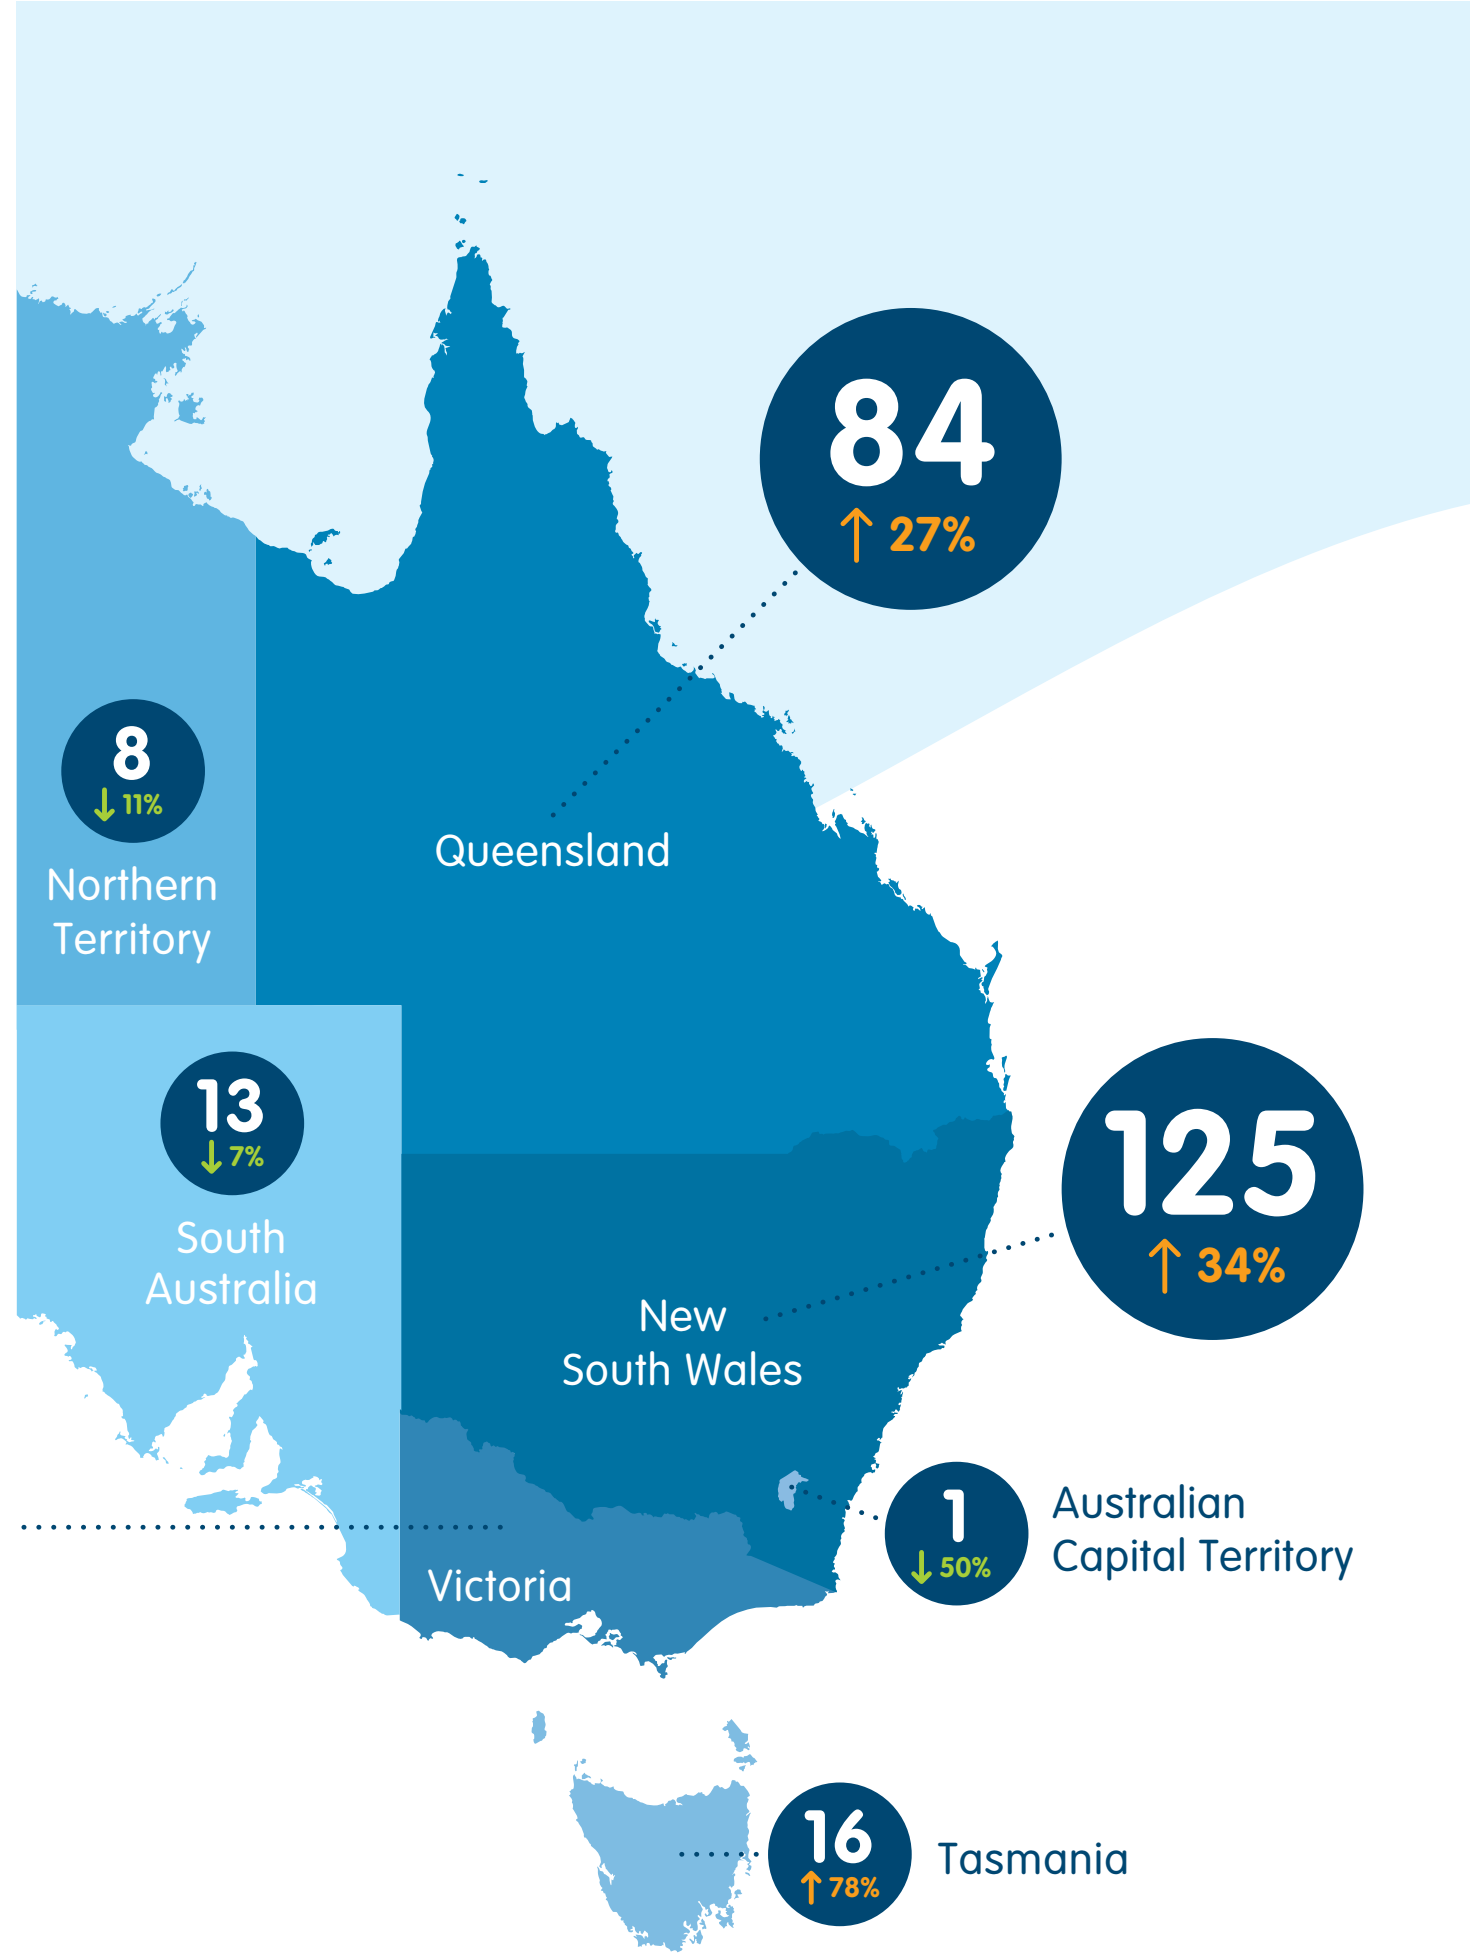 84
↑ 27%
8
↓ 11%
Northern
Territory
Queensland
13
↓ 7%
South
Australia
125
↑ 34%
New
South Wales
1
↓ 50%
Australian
Capital Territory
Victoria
16
↑ 78%
Tasmania